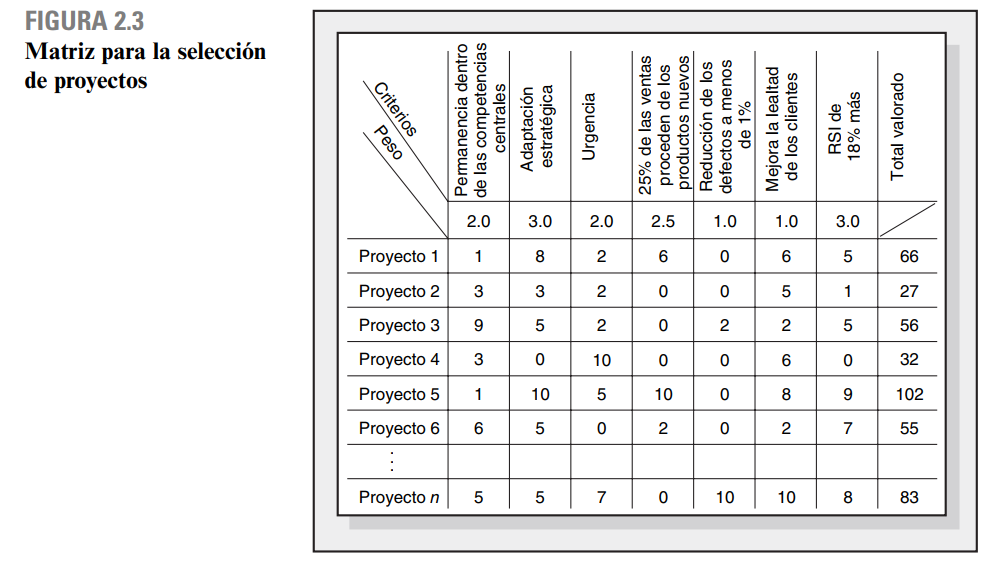 FIGURA 2.3
Matriz para la selección
de proyectos
Criterios
Peso
Permanencia dentro
de las competencias
centrales
Adaptación
estratégica
Urgencia
25% de las ventas
proceden de los
productos nuevos
Reducción de los
defectos a menos
de 1%
Mejora la lealtad
de los clientes
RSI de
18% más
Total valorado
2.0 3.0 2.0 2.5 1.0 1.0 3.0
Proyecto 1 1 8 2 6 0 6 5 66
Proyecto 2 3 3 2 0 0 5 1 27
Proyecto 3 9 5 2 0 2 2 5 56
Proyecto 4 3 0 10 0 0 6 0 32
Proyecto 5 1 10 5 10 0 8 9 102
Proyecto 6 6 5 0 2 0 2 7 55
⋮
Proyecto n 5 5 7 0 10 10 8 83